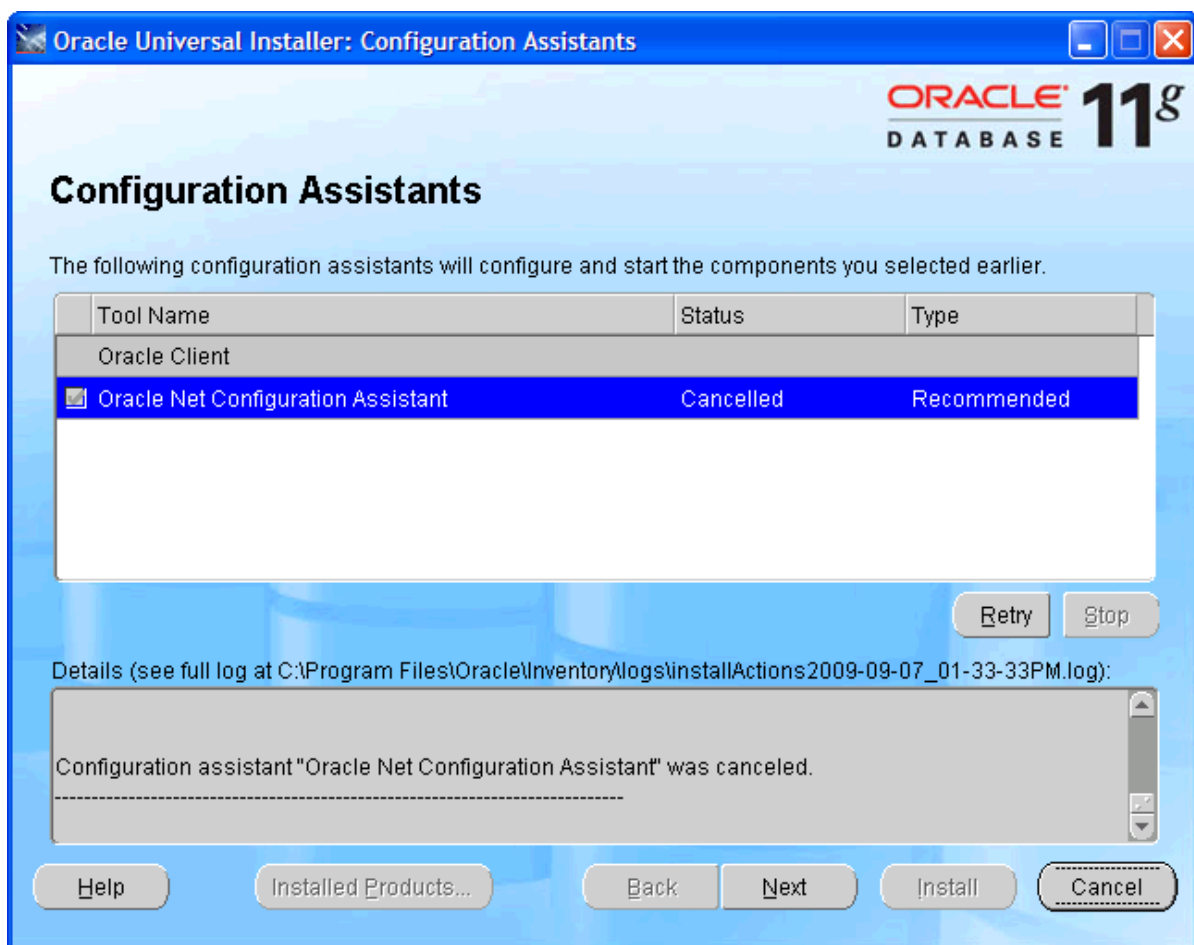 Oracle Universal Installer: Configuration Assistants
ORACLE 11g
DATABASE
Configuration Assistants
The following configuration assistants will configure and start the components you selected earlier.
Tool Name Status Type
Oracle Client
Oracle Net Configuration Assistant Cancelled Recommended
Retry Stop
Details (see full log at C:\Program Files\Oracle\Inventory\logs\installActions2009-09-07_01-33-33PM.log):
Configuration assistant "Oracle Net Configuration Assistant" was canceled.
-----------------------------------------------------------------------------
Help Installed Products... Back Next Install Cancel